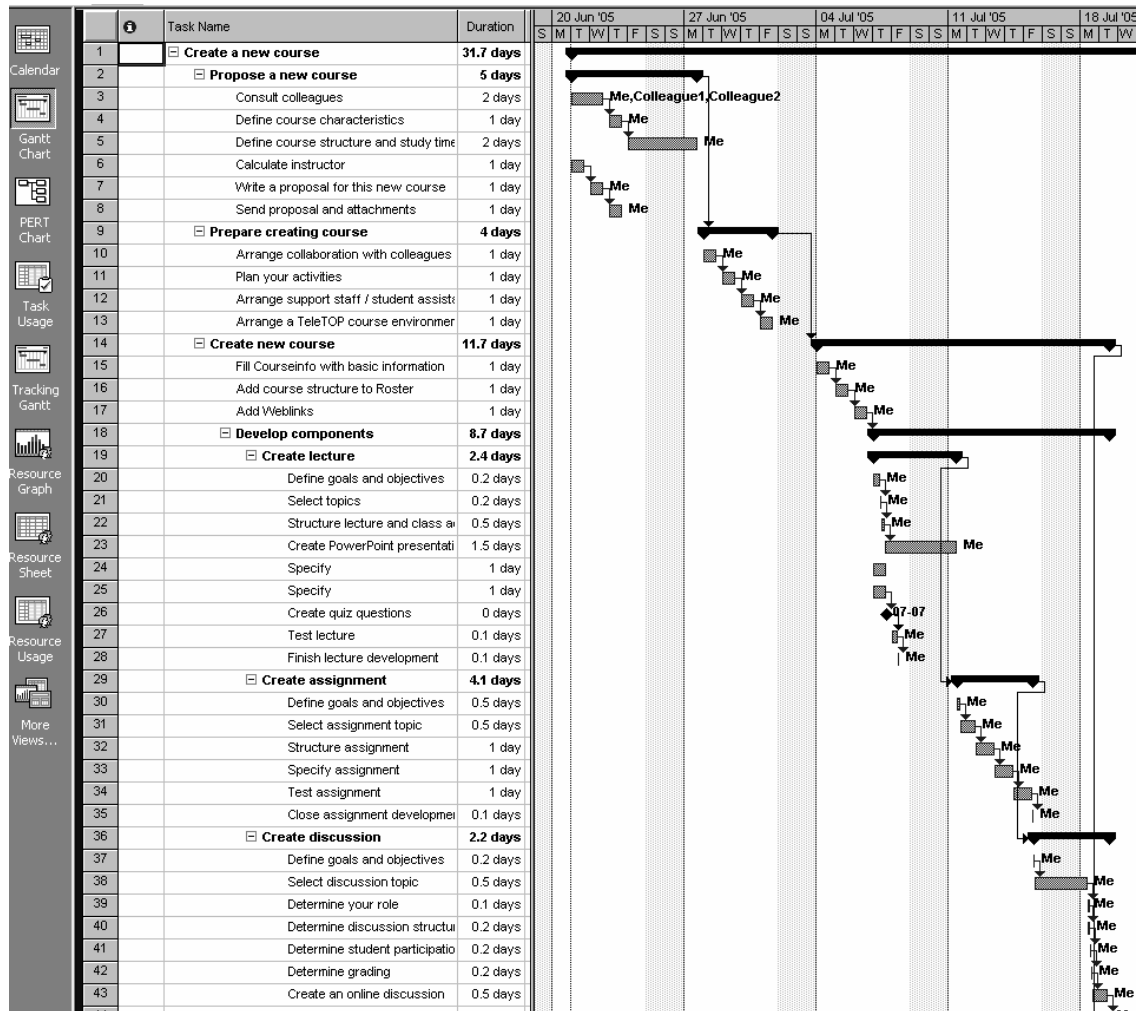 Calendar
Gantt
Chart
PERT
Chart
Task
Usage
Tracking
Gantt
Resource
Graph
Resource
Sheet
Resource
Usage
More
Views...
Task Name Duration 20 Jun '05 27 Jun '05 04 Jul '05 11 Jul '05 18 Jul '05
S M T W T F S S M T W T F S S M T W T F S S M T W T F S S M T W
1 Create a new course 31.7 days
2 Propose a new course 5 days
3 Consult colleagues 2 days Me,Colleague1,Colleague2
4 Define course characteristics 1 day Me
5 Define course structure and study time 2 days Me
6 Calculate instructor 1 day
7 Write a proposal for this new course 1 day Me
8 Send proposal and attachments 1 day Me
9 Prepare creating course 4 days
10 Arrange collaboration with colleagues 1 day Me
11 Plan your activities 1 day Me
12 Arrange support staff / student assista 1 day Me
13 Arrange a TeleTOP course environmer 1 day Me
14 Create new course 11.7 days
15 Fill Courseinfo with basic information 1 day Me
16 Add course structure to Roster 1 day Me
17 Add Weblinks 1 day Me
18 Develop components 8.7 days
19 Create lecture 2.4 days
20 Define goals and objectives 0.2 days Me
21 Select topics 0.2 days Me
22 Structure lecture and class a 0.5 days Me
23 Create PowerPoint presentati 1.5 days Me
24 Specify 1 day
25 Specify 1 day
26 Create quiz questions 0 days 07-07
27 Test lecture 0.1 days Me
28 Finish lecture development 0.1 days Me
29 Create assignment 4.1 days
30 Define goals and objectives 0.5 days Me
31 Select assignment topic 0.5 days Me
32 Structure assignment 1 day Me
33 Specify assignment 1 day Me
34 Test assignment 1 day Me
35 Close assignment developmei 0.1 days Me
36 Create discussion 2.2 days
37 Define goals and objectives 0.2 days Me
38 Select discussion topic 0.5 days Me
39 Determine your role 0.1 days Me
40 Determine discussion structu 0.2 days Me
41 Determine student participatio 0.2 days Me
42 Determine grading 0.2 days Me
43 Create an online discussion 0.5 days Me